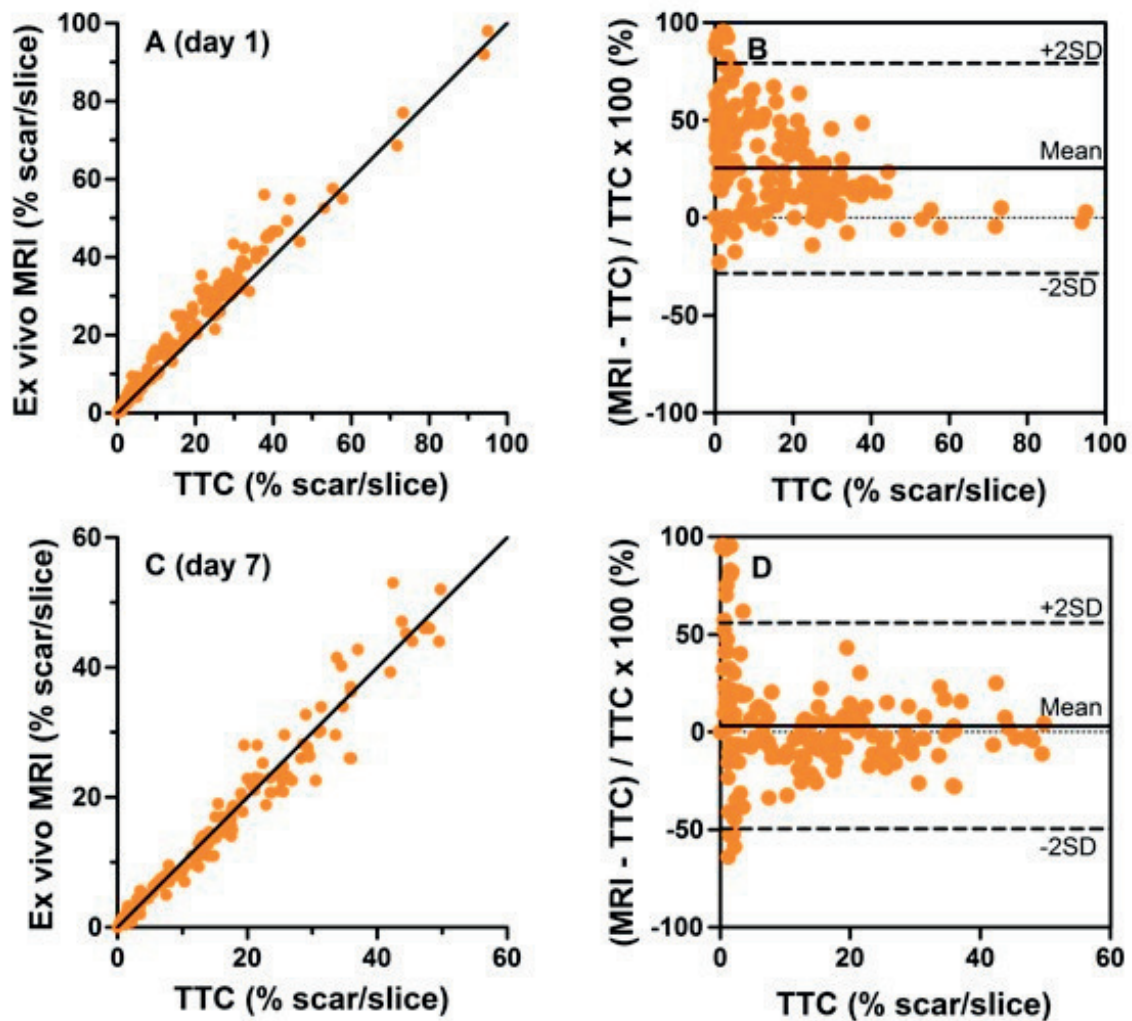 A (day 1)
Ex vivo MRI (% scar/slice)
100
80
60
40
20
0
0 20 40 60 80 100
TTC (% scar/slice)
B
(MRI - TTC) / TTC x 100 (%)
100
50
0
-50
-100
+2SD
Mean
-2SD
0 20 40 60 80 100
TTC (% scar/slice)
C (day 7)
Ex vivo MRI (% scar/slice)
60
40
20
0
0 20 40 60
TTC (% scar/slice)
D
(MRI - TTC) / TTC x 100 (%)
100
50
0
-50
-100
+2SD
Mean
-2SD
0 20 40 60
TTC (% scar/slice)